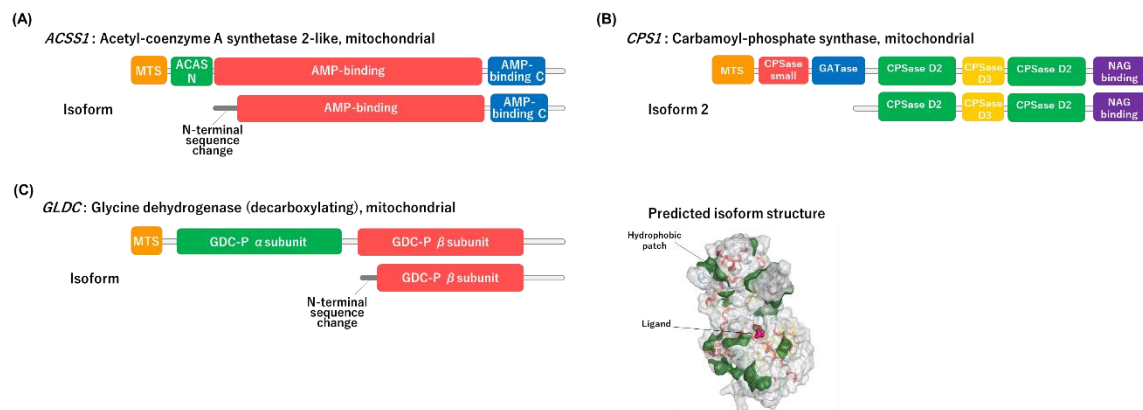 (A)
ACSS1 : Acetyl-coenzyme A synthetase 2-like, mitochondrial
MTS
ACAS
N
AMP-binding
AMP-
binding C
Isoform
AMP-binding
AMP-
binding C
N-terminal
sequence
change
(B)
CPS1 : Carbamoyl-phosphate synthase, mitochondrial
MTS
CPSase
small
GATase
CPSase D2
CPSase
D3
CPSase D2
NAG
binding
Isoform 2
CPSase D2
CPSase
D3
CPSase D2
NAG
binding
(C)
GLDC : Glycine dehydrogenase (decarboxylating), mitochondrial
MTS
GDC-P α subunit
GDC-P β subunit
Isoform
GDC-P β subunit
N-terminal
sequence
change
Predicted isoform structure
Hydrophobic
patch
Ligand